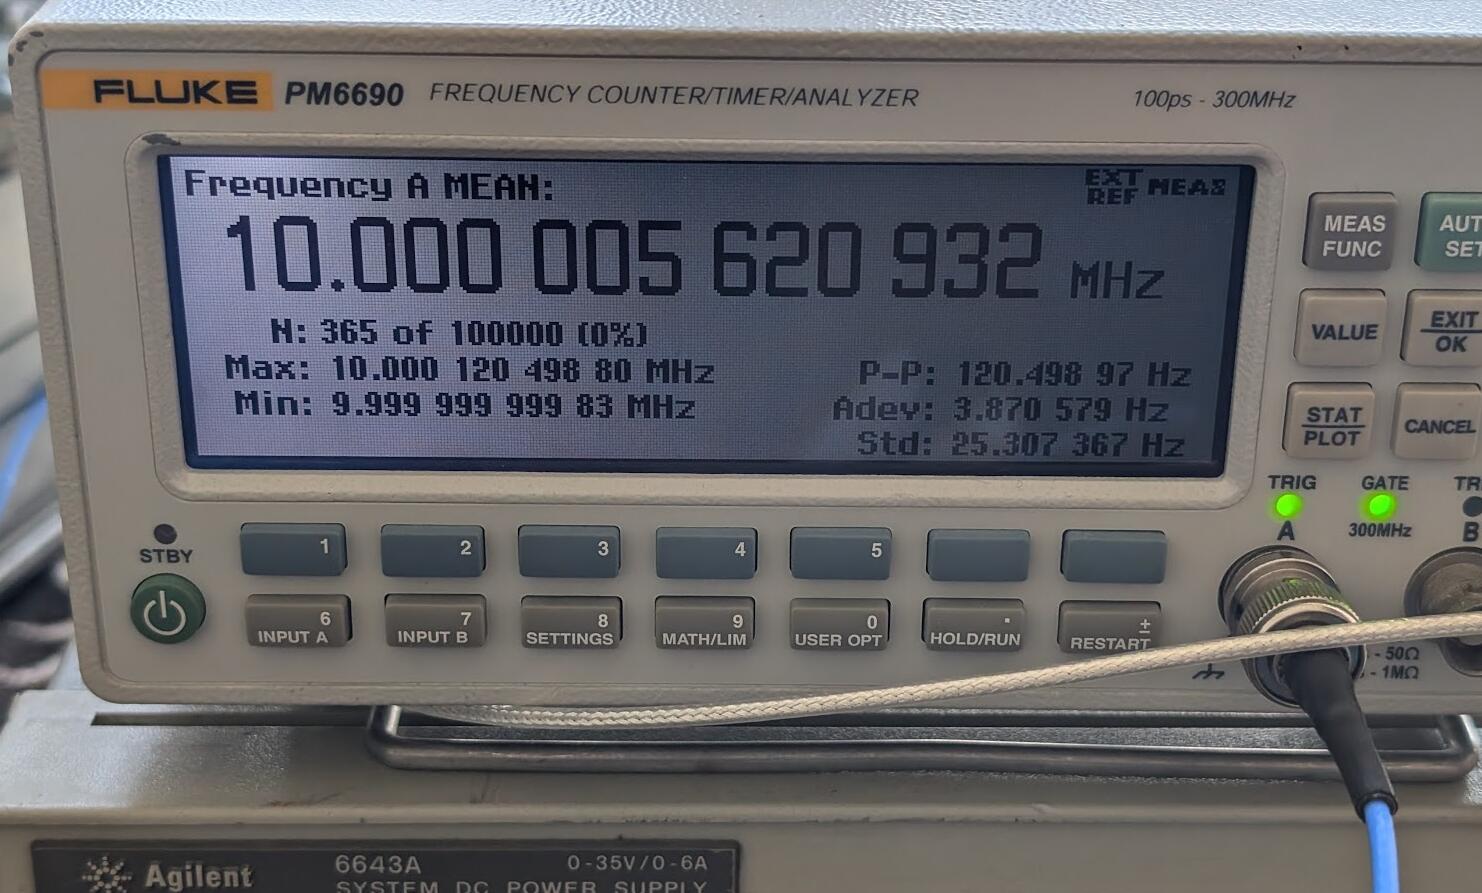 FLUKE PM6690 FREQUENCY COUNTER/TIMER/ANALYZER 100ps - 300MHz
Frequency A MEAN: EXT REF MEAS
10.000 005 620 932 MHz
N: 365 of 100000 (0%)
Max: 10.000 120 498 80 MHz P-P: 120.498 97 Hz
Min: 9.999 999 999 83 MHz Adev: 3.870 579 Hz
Std: 25.307 367 Hz
MEAS FUNC
AUT
SET
VALUE
EXIT
OK
STAT
PLOT
CANCEL
TRIG GATE TR
A 300MHz B
STBY
1 2 3 4 5
6 7 8 9 0 . ±
INPUT A INPUT B SETTINGS MATH/LIM USER OPT HOLD/RUN RESTART
- 50Ω
- 1MΩ
Agilent 6643A 0-35V/0-6A
SYSTEM DC POWER SUPPLY